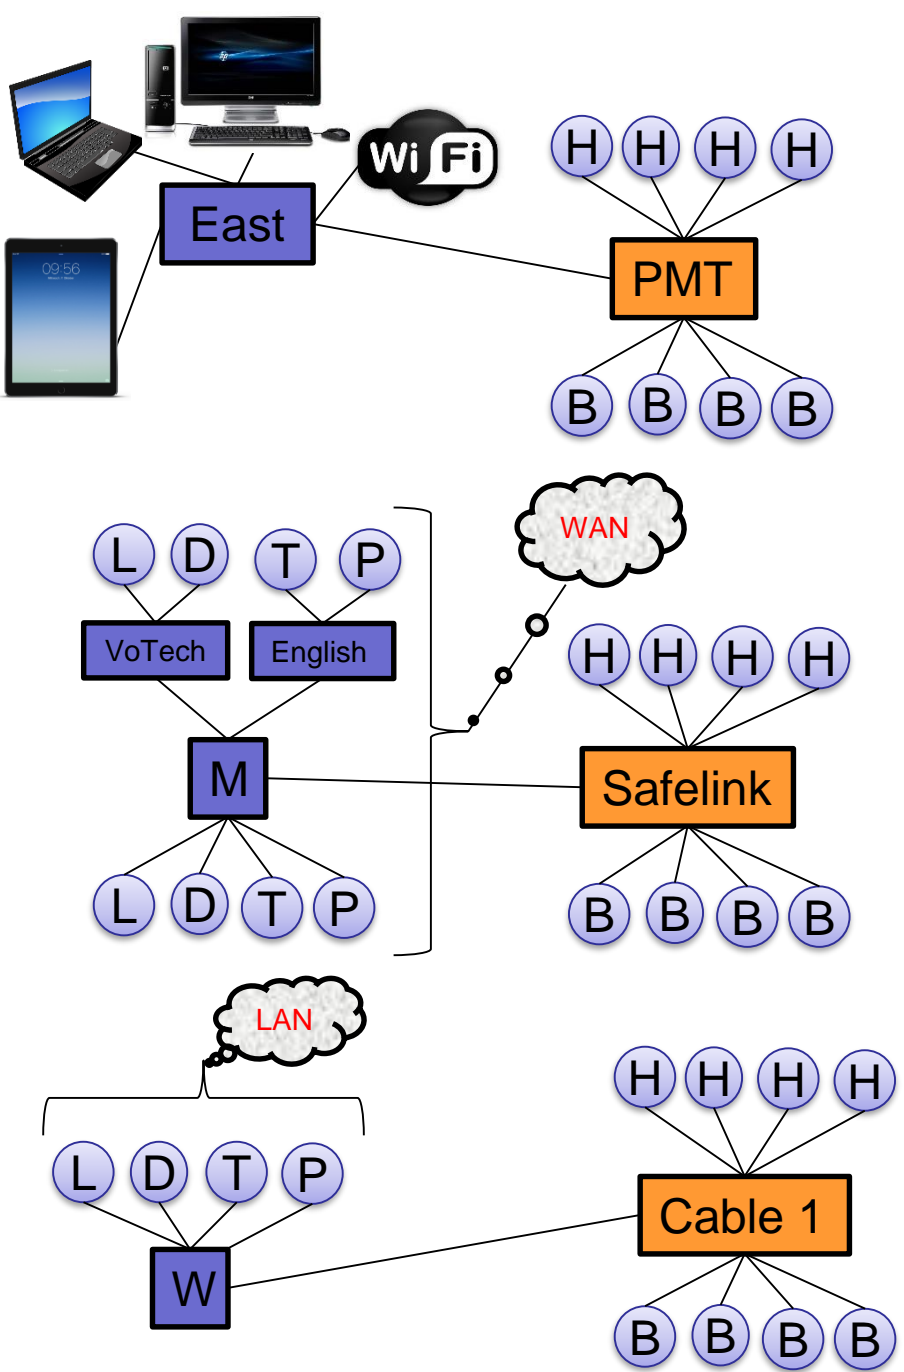 Wi Fi
H H H H
East
09:56
PMT
B B B B
WAN
L D T P
VoTech English
H H H H
M
Safelink
L D T P
B B B B
LAN
H H H H
L D T P
Cable 1
W
B B B B